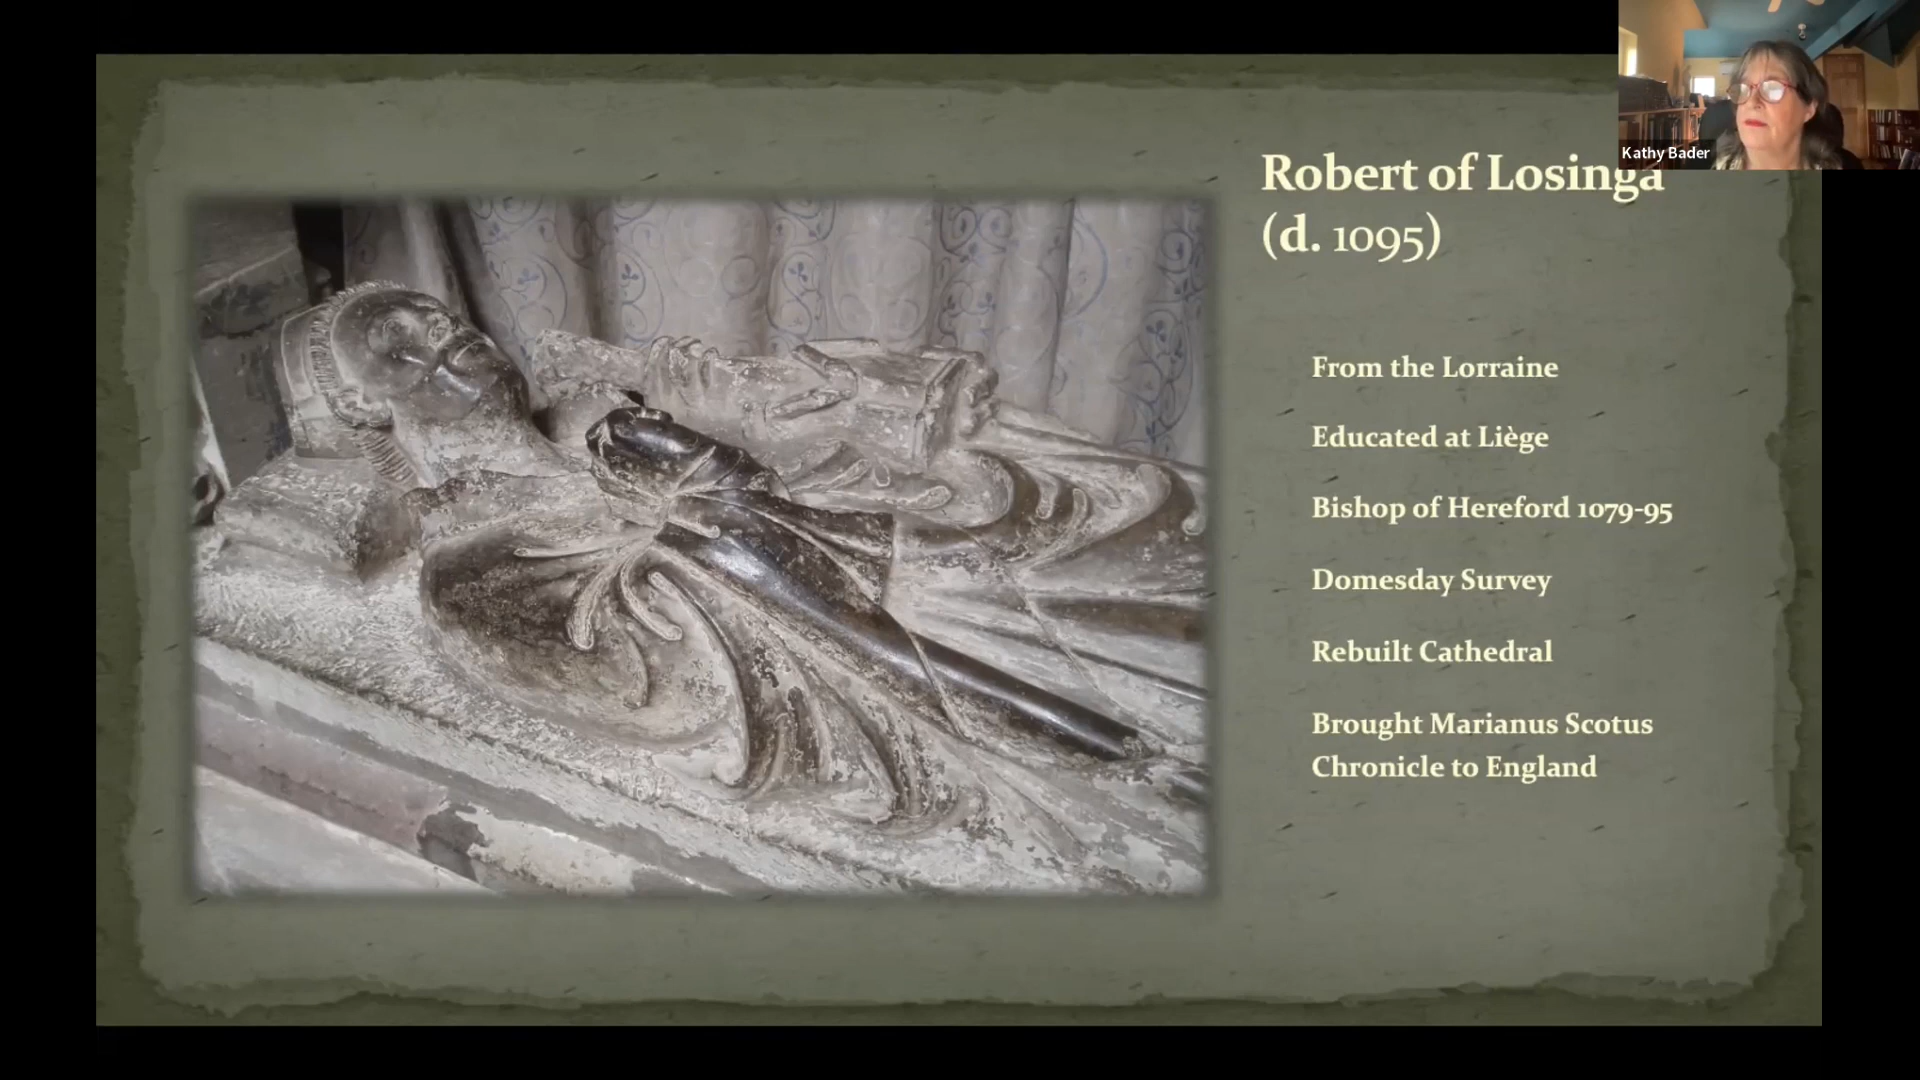 Robert of Losinga
(d. 1095)
From the Lorraine
Educated at Liège
Bishop of Hereford 1079-95
Domesday Survey
Rebuilt Cathedral
Brought Marianus Scotus
Chronicle to England
Kathy Bader